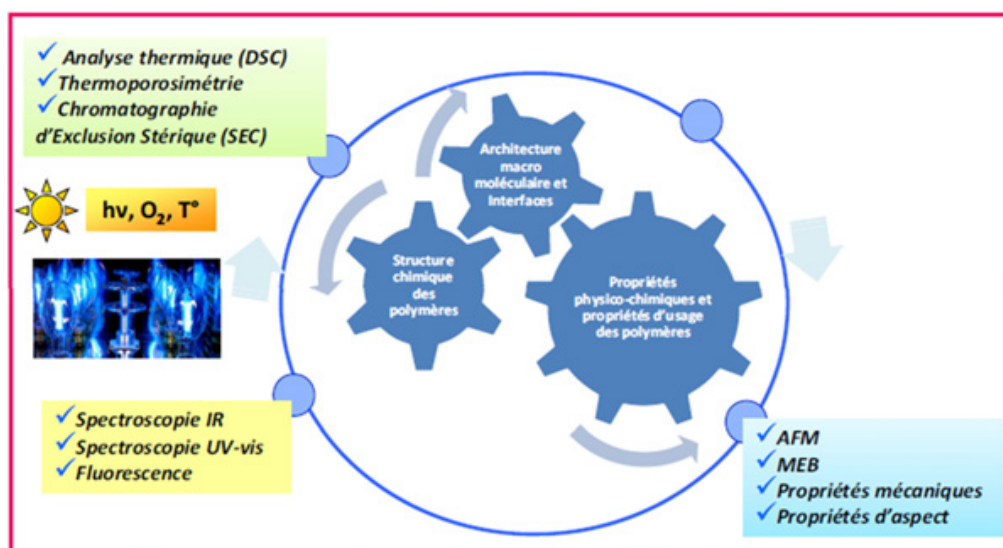 Analyse thermique (DSC)
Thermoporosimétrie
Chromatographie
d'Exclusion Stérique (SEC)
hν, O₂, T°
Architecture
macro
moléculaire et
Interfaces
Structure
chimique
des
polymères
Propriétés
physico-chimiques et
propriétés d'usage
des polymères
Spectroscopie IR
Spectroscopie UV-vis
Fluorescence
AFM
MEB
Propriétés mécaniques
Propriétés d'aspect